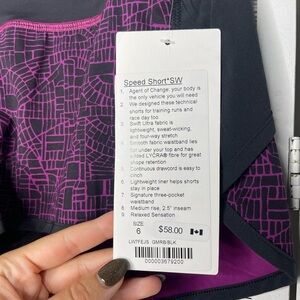 Speed Short*SW
1. Agent of Change: your body is
the only vehicle you will need
2. We designed these technical
shorts for training runs and
race day too
3. Swift Ultra fabric is
lightweight, sweat-wicking,
and four-way stretch
4. Smooth fabric waistband lies
flat under your top and has
added LYCRA® fibre for great
shape retention
5. Continuous drawcord is easy to
cinch
6. Lightweight liner helps shorts
stay in place
7. Signature three-pocket
waistband
8. Medium rise, 2.5" inseam
9. Relaxed Sensation
SIZE
6 $58.00
LW7FEJS GMRB/BLK
000003679200